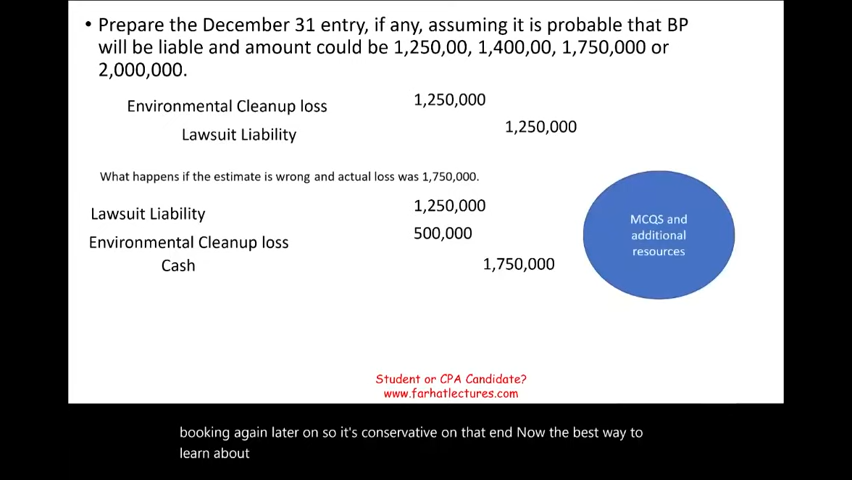 • Prepare the December 31 entry, if any, assuming it is probable that BP
will be liable and amount could be 1,250,00, 1,400,00, 1,750,000 or
2,000,000.
Environmental Cleanup loss 1,250,000
Lawsuit Liability 1,250,000
What happens if the estimate is wrong and actual loss was 1,750,000.
Lawsuit Liability 1,250,000
Environmental Cleanup loss 500,000
Cash 1,750,000
MCQS and
additional
resources
Student or CPA Candidate?
www.farhatlectures.com
booking again later on so it's conservative on that end Now the best way to
learn about